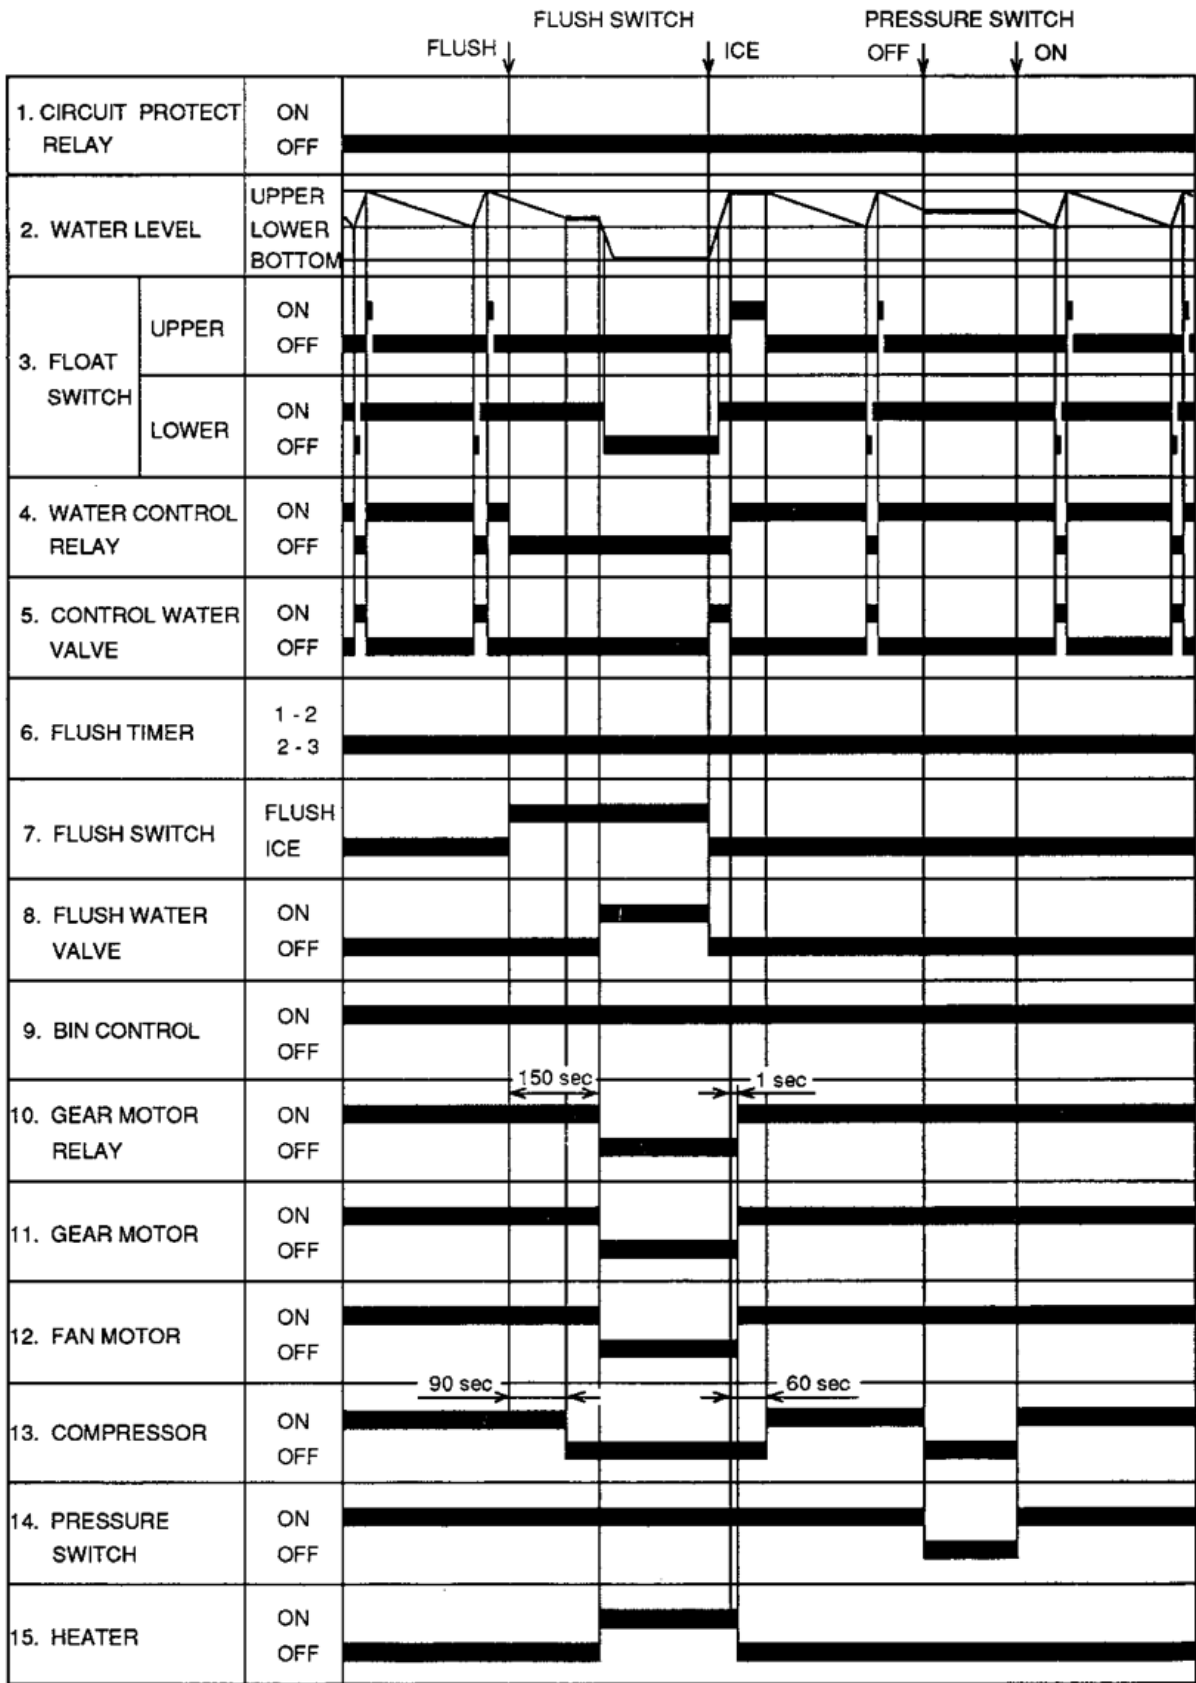 FLUSH SWITCH PRESSURE SWITCH
FLUSH ICE OFF ON
1. CIRCUIT PROTECT ON
RELAY OFF
UPPER
2. WATER LEVEL LOWER
BOTTOM
ON
UPPER OFF
3. FLOAT
SWITCH ON
LOWER OFF
4. WATER CONTROL ON
RELAY OFF
5. CONTROL WATER ON
VALVE OFF
6. FLUSH TIMER 1 - 2
2 - 3
7. FLUSH SWITCH FLUSH
ICE
8. FLUSH WATER ON
VALVE OFF
9. BIN CONTROL ON
OFF
150 sec 1 sec
10. GEAR MOTOR ON
RELAY OFF
11. GEAR MOTOR ON
OFF
12. FAN MOTOR ON
OFF
90 sec 60 sec
13. COMPRESSOR ON
OFF
14. PRESSURE ON
SWITCH OFF
15. HEATER ON
OFF